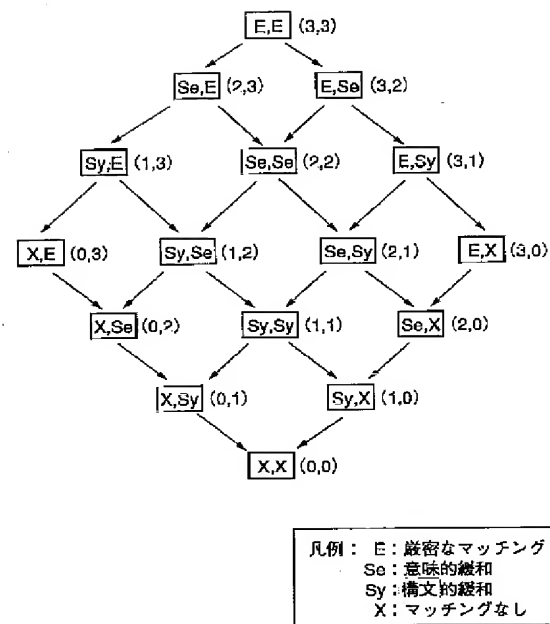 E,E (3,3)
Se,E (2,3) E,Se (3,2)
Sy,E (1,3) Se,Se (2,2) E,Sy (3,1)
X,E (0,3) Sy,Se (1,2) Se,Sy (2,1) E,X (3,0)
X,Se (0,2) Sy,Sy (1,1) Se,X (2,0)
X,Sy (0,1) Sy,X (1,0)
X,X (0,0)
凡例： E：厳密なマッチング
Se：意味的緩和
Sy：構文的緩和
X：マッチングなし